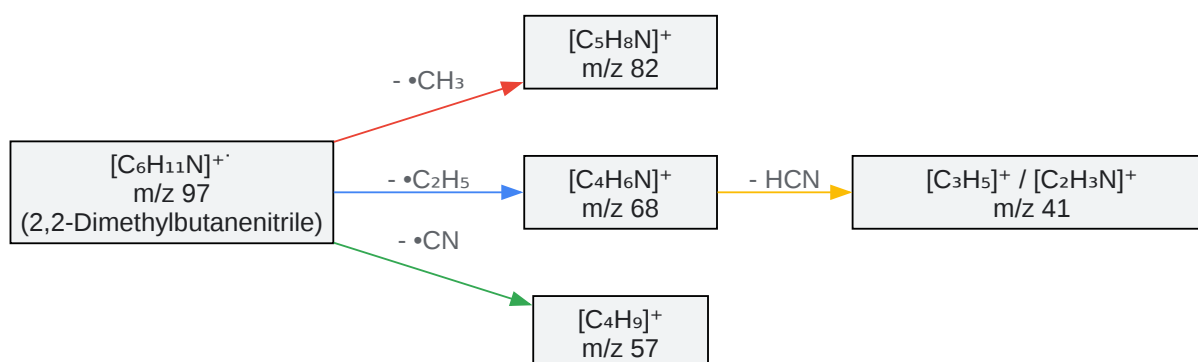 [C₅H₈N]⁺
m/z 82
- •CH₃
[C₆H₁₁N]⁺˙
m/z 97
(2,2-Dimethylbutanenitrile)
- •C₂H₅
[C₄H₆N]⁺
m/z 68
- HCN
[C₃H₅]⁺ / [C₂H₃N]⁺
m/z 41
- •CN
[C₄H₉]⁺
m/z 57